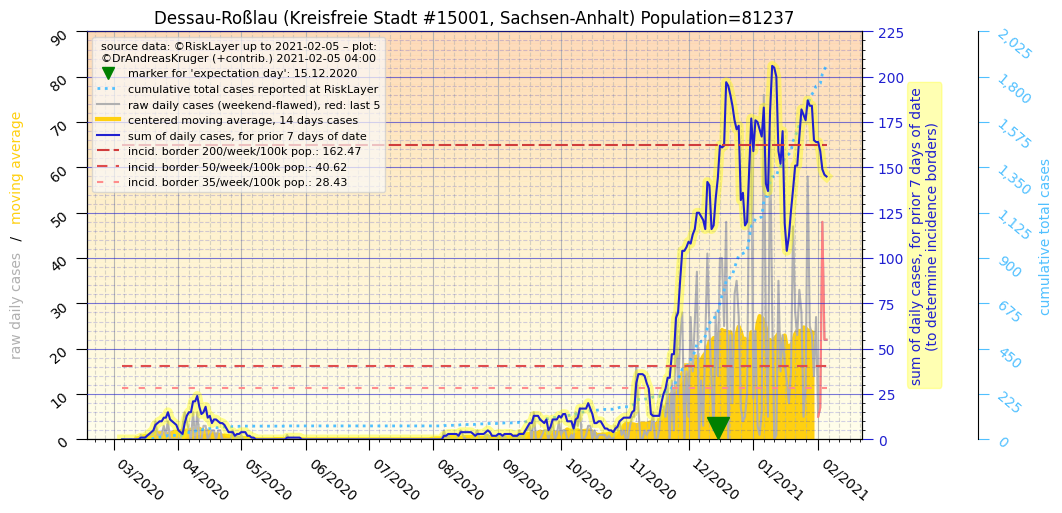 Dessau-Roßlau (Kreisfreie Stadt #15001, Sachsen-Anhalt) Population=81237
source data: ©RiskLayer up to 2021-02-05 – plot:
©DrAndreasKruger (+contrib.) 2021-02-05 04:00
marker for 'expectation day': 15.12.2020
cumulative total cases reported at RiskLayer
raw daily cases (weekend-flawed), red: last 5
centered moving average, 14 days cases
sum of daily cases, for prior 7 days of date
incid. border 200/week/100k pop.: 162.47
incid. border 50/week/100k pop.: 40.62
incid. border 35/week/100k pop.: 28.43
raw daily cases / moving average
90
80
70
60
50
40
30
20
10
0
03/2020
04/2020
05/2020
06/2020
07/2020
08/2020
09/2020
10/2020
11/2020
12/2020
01/2021
02/2021
225
200
175
150
125
100
75
50
25
0
sum of daily cases, for prior 7 days of date
(to determine incidence borders)
2,025
1,800
1,575
1,350
1,125
900
675
450
225
0
cumulative total cases